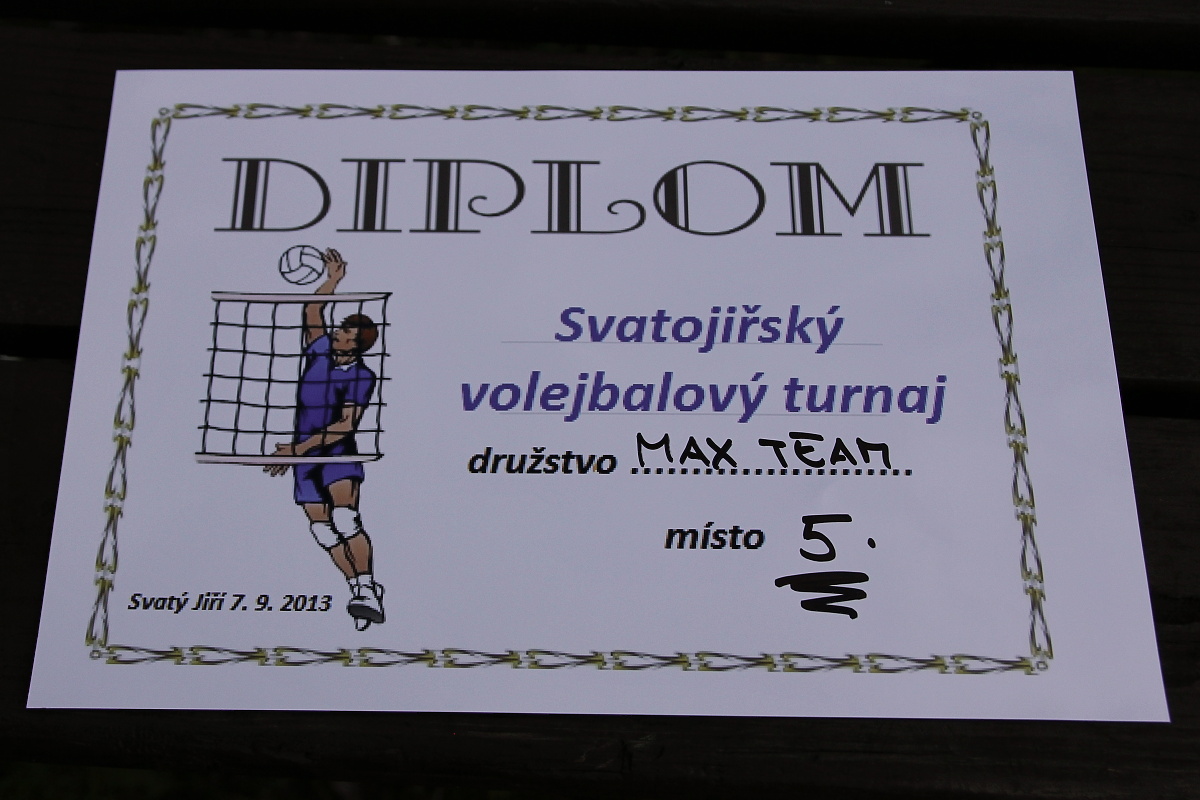 DIPLOM
Svatojiřský
volejbalový turnaj
družstvo MAX TEAM
místo 5.
Svatý Jiří 7. 9. 2013